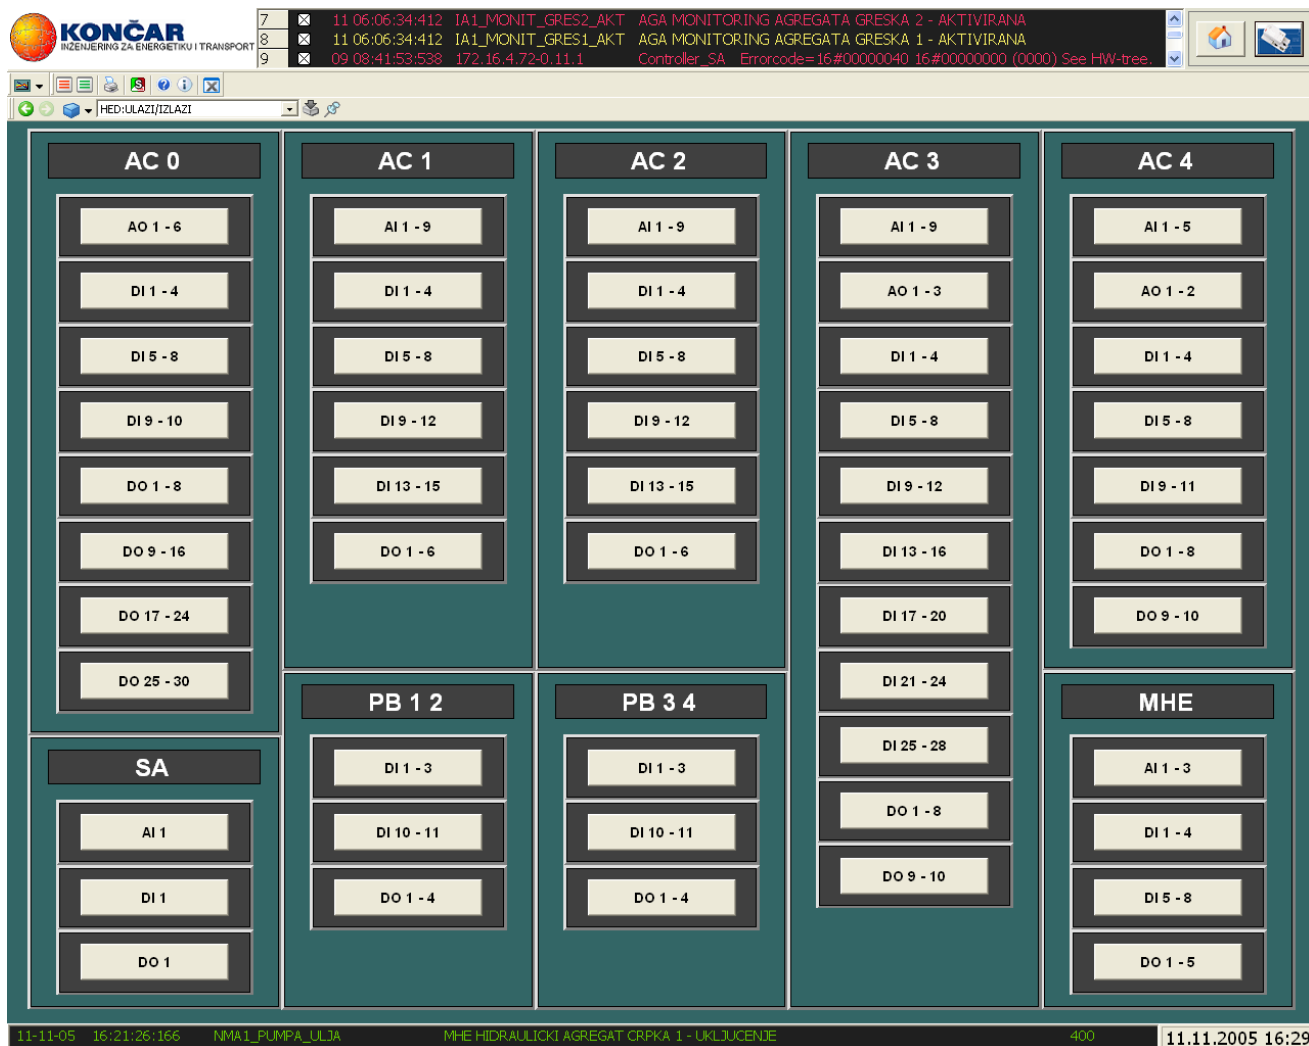 KONČAR
INŽENJERING ZA ENERGETIKU I TRANSPORT
7 11 06:06:34:412 IA1_MONIT_GRES2_AKT AGA MONITORING AGREGATA GRESKA 2 - AKTIVIRANA
8 11 06:06:34:412 IA1_MONIT_GRES1_AKT AGA MONITORING AGREGATA GRESKA 1 - AKTIVIRANA
9 09 08:41:53:538 172.16.4.72-0.11.1 Controller_SA Errorcode=16#00000040 16#00000000 (0000) See HW-tree.
HED:ULAZI/IZLAZI
AC 0
AO 1 - 6
DI 1 - 4
DI 5 - 8
DI 9 - 10
DO 1 - 8
DO 9 - 16
DO 17 - 24
DO 25 - 30
SA
AI 1
DI 1
DO 1
AC 1
AI 1 - 9
DI 1 - 4
DI 5 - 8
DI 9 - 12
DI 13 - 15
DO 1 - 6
PB 1 2
DI 1 - 3
DI 10 - 11
DO 1 - 4
AC 2
AI 1 - 9
DI 1 - 4
DI 5 - 8
DI 9 - 12
DI 13 - 15
DO 1 - 6
PB 3 4
DI 1 - 3
DI 10 - 11
DO 1 - 4
AC 3
AI 1 - 9
AO 1 - 3
DI 1 - 4
DI 5 - 8
DI 9 - 12
DI 13 - 16
DI 17 - 20
DI 21 - 24
DI 25 - 28
DO 1 - 8
DO 9 - 10
AC 4
AI 1 - 5
AO 1 - 2
DI 1 - 4
DI 5 - 8
DI 9 - 11
DO 1 - 8
DO 9 - 10
MHE
AI 1 - 3
DI 1 - 4
DI 5 - 8
DO 1 - 5
11-11-05 16:21:26:166 NMA1_PUMPA_ULJA MHE HIDRAULICKI AGREGAT CRPKA 1 - UKLJUCENJE 400 11.11.2005 16:29